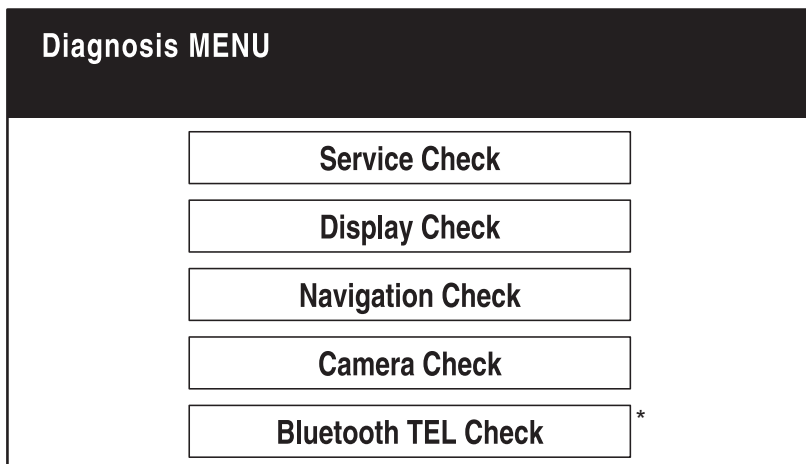 Diagnosis MENU
Service Check
Display Check
Navigation Check
Camera Check
Bluetooth TEL Check *